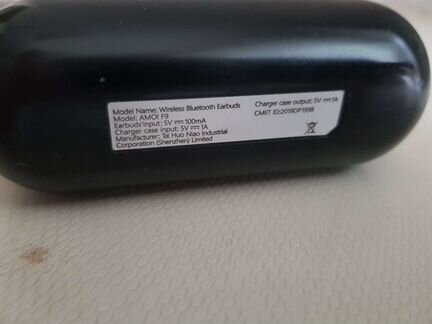 Model Name: Wireless Bluetooth Earbuds
Model: AMOI F9
Earbuds'input: 5V⎓100mA
Charger case input: 5V⎓1A
Manufacturer: Tai Huo Niao Industrial
Corporation (Shenzhen) Limited
Charger case output: 5V⎓1A
CMIIT ID:2019DP1998